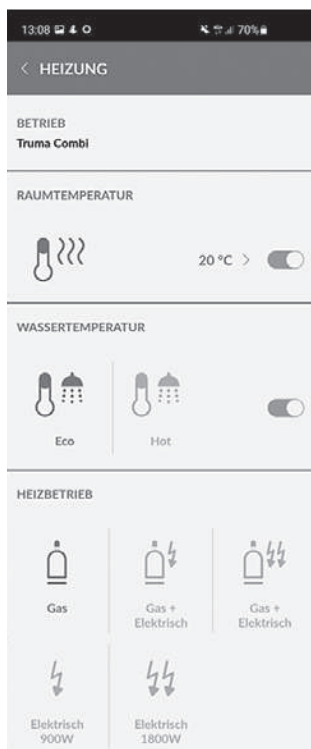 13:08 70%
< HEIZUNG
BETRIEB
Truma Combi
RAUMTEMPERATUR
20 °C >
WASSERTEMPERATUR
Eco
Hot
HEIZBETRIEB
Gas
Gas +
Elektrisch
Gas +
Elektrisch
Elektrisch
900W
Elektrisch
1800W